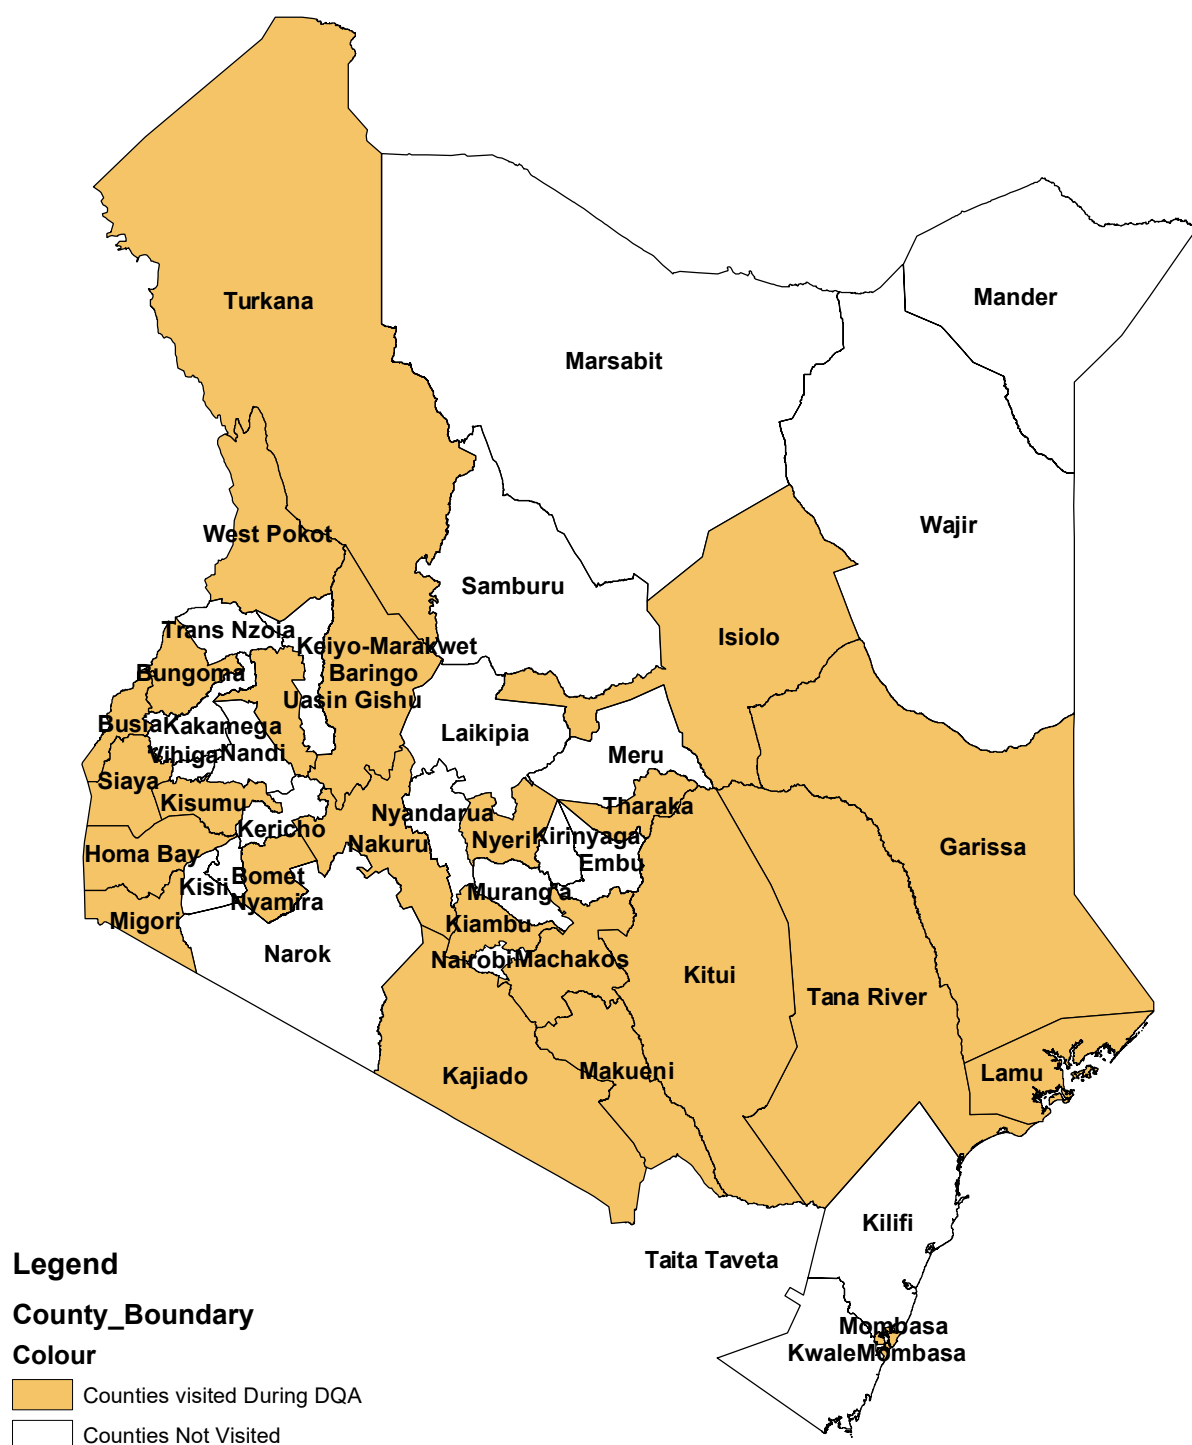 Turkana
Mander
Marsabit
Wajir
West Pokot
Samburu
Isiolo
Trans Nzoia
Keiyo-Marakwet
Bungoma
Baringo
Uasin Gishu
Busia
Kakamega
Laikipia
Vihiga
Nandi
Meru
Siaya
Kisumu
Tharaka
Nyandarua
Kericho
Nakuru
Nyeri
Kirinyaga
Garissa
Homa Bay
Embu
Bomet
Kisii
Murang'a
Nyamira
Migori
Kiambu
Narok
Nairobi
Machakos
Kitui
Tana River
Kajiado
Makueni
Lamu
Kilifi
Taita Taveta
Mombasa
Kwale
Mombasa
Legend
County_Boundary
Colour
Counties visited During DQA
Counties Not Visited